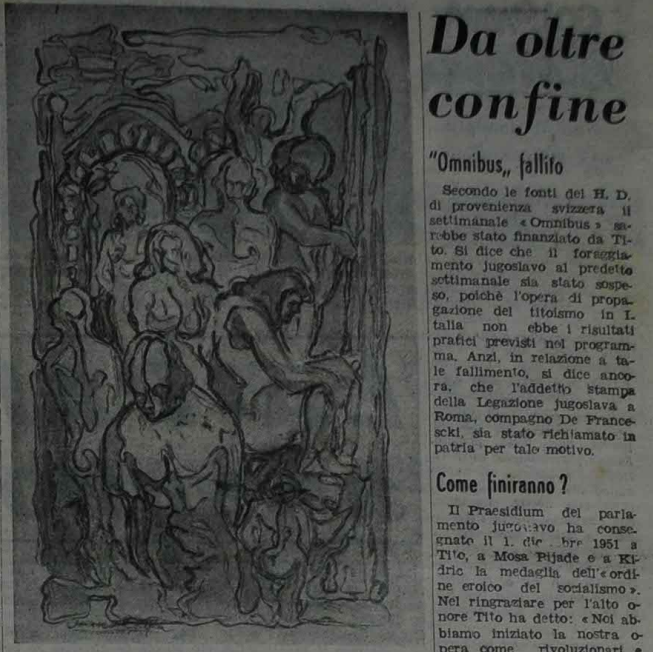 Da oltre
confine
"Omnibus„ fallito
Secondo le fonti del H. D.
di provenienza svizzera il
settimanale «Omnibus» sa-
rebbe stato finanziato da Ti-
to. Si dice che il foraggia-
mento jugoslavo al predetto
settimanale sia stato sospe-
so, poichè l'opera di propa-
gazione del titoismo in I-
talia non ebbe i risultati
pratici previsti nel program-
ma. Anzi, in relazione a ta-
le fallimento, si dice anco-
ra, che l'addetto stampa
della Legazione jugoslava a
Roma, compagno De France-
scki, sia stato richiamato in
patria per tale motivo.
Come finiranno?
Il Praesidium del parla-
mento ha conse-
gnato il 1. 1951 a
Tito, a Mosa Pijade e a Ki-
dric la medaglia dell'«ordi-
ne eroico del socialismo».
Nel ringraziare per l'alto o-
nore Tito ha detto: «Noi ab-
biamo iniziato la nostra o-
pera come rivoluzionari e